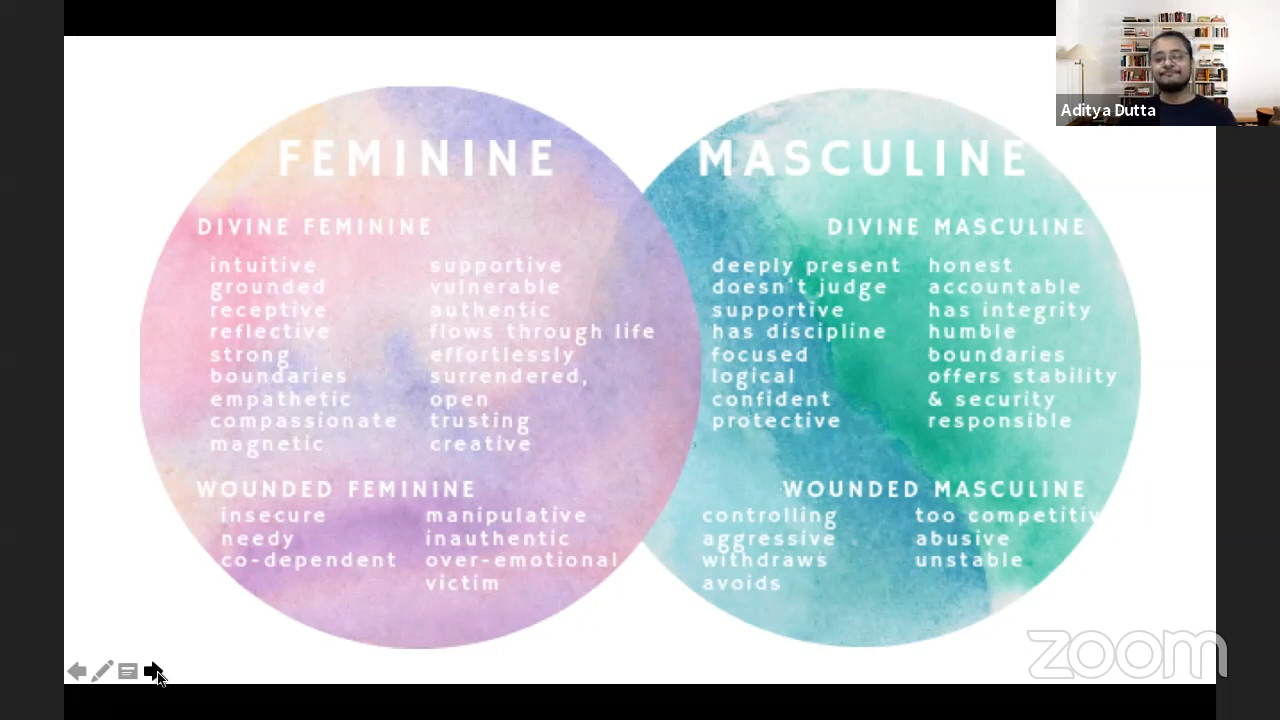 Aditya Dutta
FEMININE
DIVINE FEMININE
intuitive
grounded
receptive
reflective
strong
boundaries
empathetic
compassionate
magnetic
supportive
vulnerable
authentic
flows through life
effortlessly
surrendered,
open
trusting
creative
WOUNDED FEMININE
insecure
needy
co-dependent
manipulative
inauthentic
over-emotional
victim
MASCULINE
DIVINE MASCULINE
deeply present
doesn't judge
supportive
has discipline
focused
logical
confident
protective
honest
accountable
has integrity
humble
boundaries
offers stability
& security
responsible
WOUNDED MASCULINE
controlling
aggressive
withdraws
avoids
too competitiv
abusive
unstable
zoom